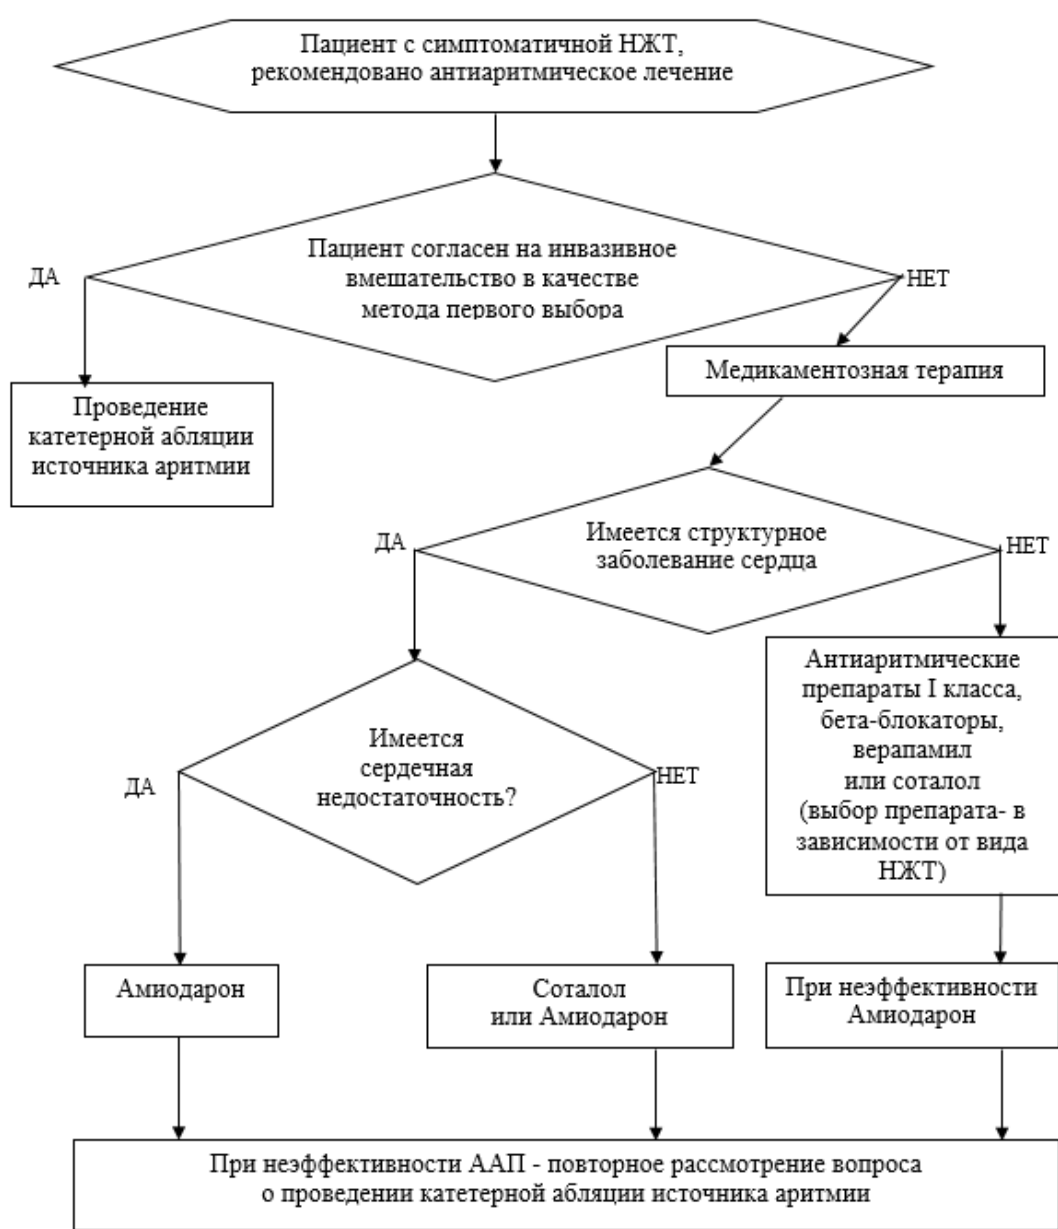 Пациент с симптоматичной НЖТ,
рекомендовано антиаритмическое лечение
Пациент согласен на инвазивное
вмешательство в качестве
метода первого выбора
ДА
НЕТ
Медикаментозная терапия
Проведение
катетерной абляции
источника аритмии
Имеется структурное
заболевание сердца
ДА
НЕТ
Антиаритмические
препараты I класса,
бета-блокаторы,
верапамил
или соталол
(выбор препарата- в
зависимости от вида
НЖТ)
Имеется
сердечная
недостаточность?
ДА
НЕТ
Амиодарон
Соталол
или Амиодарон
При неэффективности
Амиодарон
При неэффективности ААП - повторное рассмотрение вопроса
о проведении катетерной абляции источника аритмии